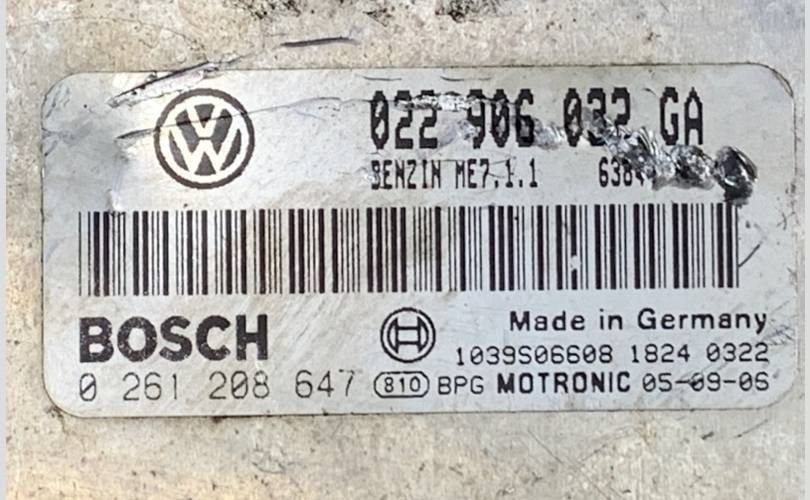 022 906 032 GA
BENZIN ME7.1.1
BOSCH
Made in Germany
1039S06608 1824 0322
0 261 208 647 810 BPG MOTRONIC 05-09-06